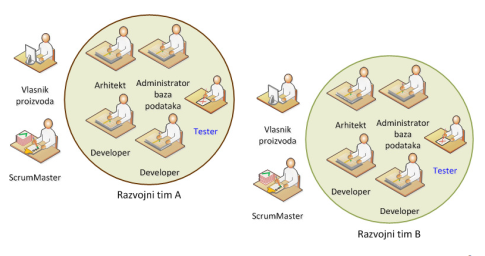 Vlasnik
proizvoda
ScrumMaster
Arhitekt
Administrator
baza
podataka
Tester
Developer
Developer
Razvojni tim A
Vlasnik
proizvoda
ScrumMaster
Arhitekt
Administrator
baza
podataka
Tester
Developer
Developer
Razvojni tim B